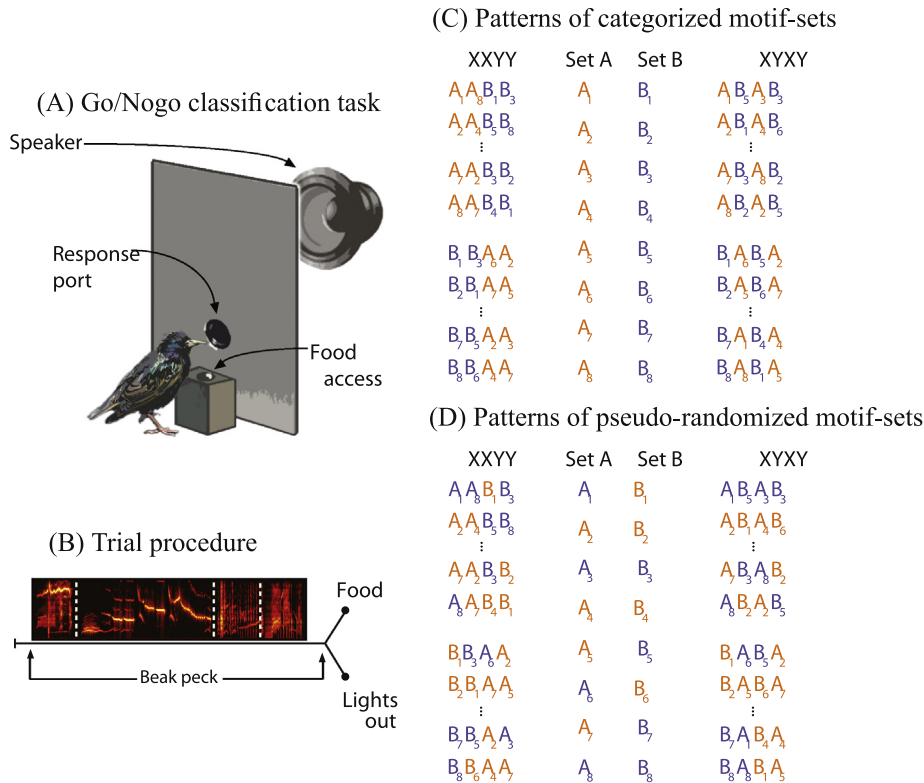 (A) Go/Nogo classification task
Speaker
Response
port
Food
access
(B) Trial procedure
Food
Beak peck
Lights
out
(C) Patterns of categorized motif-sets
XXYY Set A Set B XYXY
A1A8B1B3 A1 B1 A1B5A3B3
A2A4B5B8 A2 B2 A2B1A4B6
⋮ ⋮
A7A2B3B2 A3 B3 A7B3A8B2
A8A7B4B1 A4 B4 A8B2A2B5
B1B3A6A2 A5 B5 B1A6B5A2
B2B1A7A5 A6 B6 B2A5B6A7
⋮ ⋮
B7B5A2A3 A7 B7 B7A1B4A4
B8B6A4A7 A8 B8 B8A8B1A5
(D) Patterns of pseudo-randomized motif-sets
XXYY Set A Set B XYXY
A1A8B1B3 A1 B1 A1B5A3B3
A2A4B5B8 A2 B2 A2B1A4B6
⋮ ⋮
A7A2B3B2 A3 B3 A7B3A8B2
A8A7B4B1 A4 B4 A8B2A2B5
B1B3A6A2 A5 B5 B1A6B5A2
B2B1A7A5 A6 B6 B2A5B6A7
⋮ ⋮
B7B5A2A3 A7 B7 B7A1B4A4
B8B6A4A7 A8 B8 B8A8B1A5